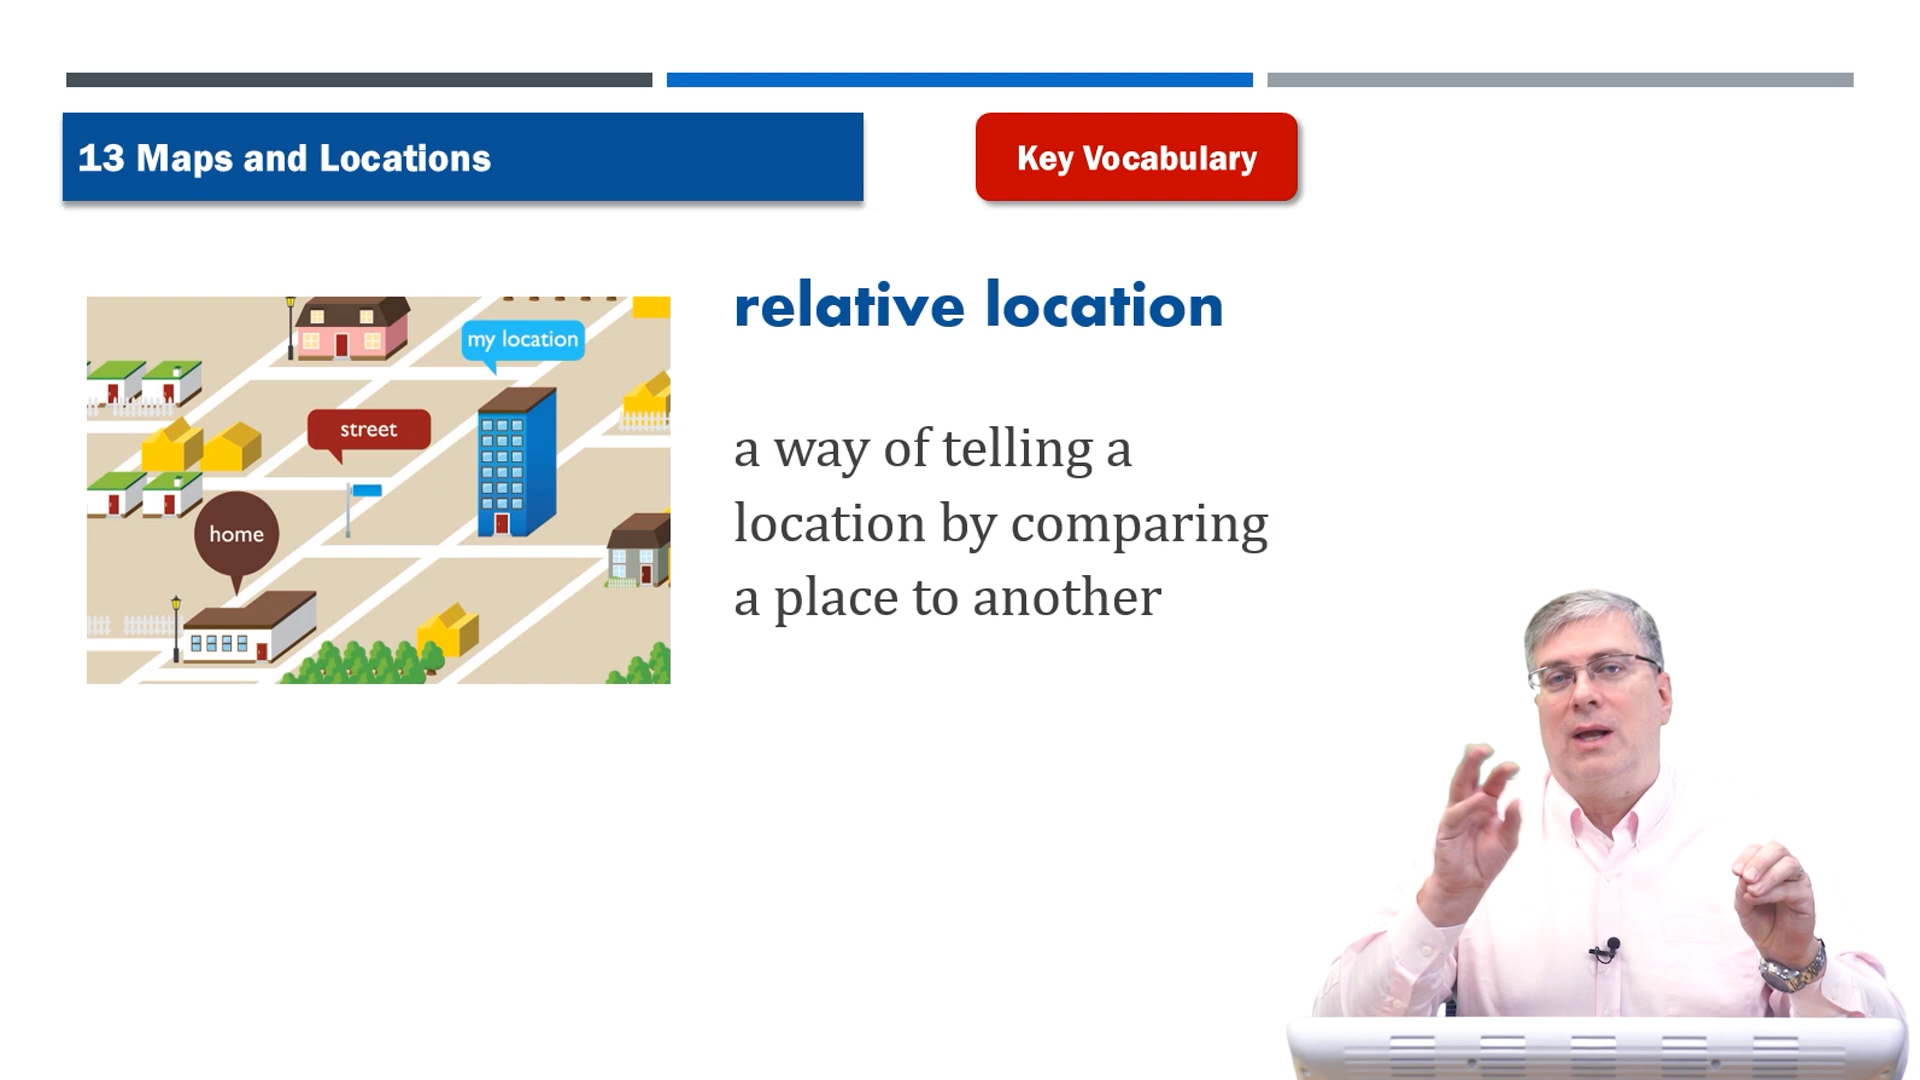 13 Maps and Locations
Key Vocabulary
my location
street
home
relative location
a way of telling a
location by comparing
a place to another